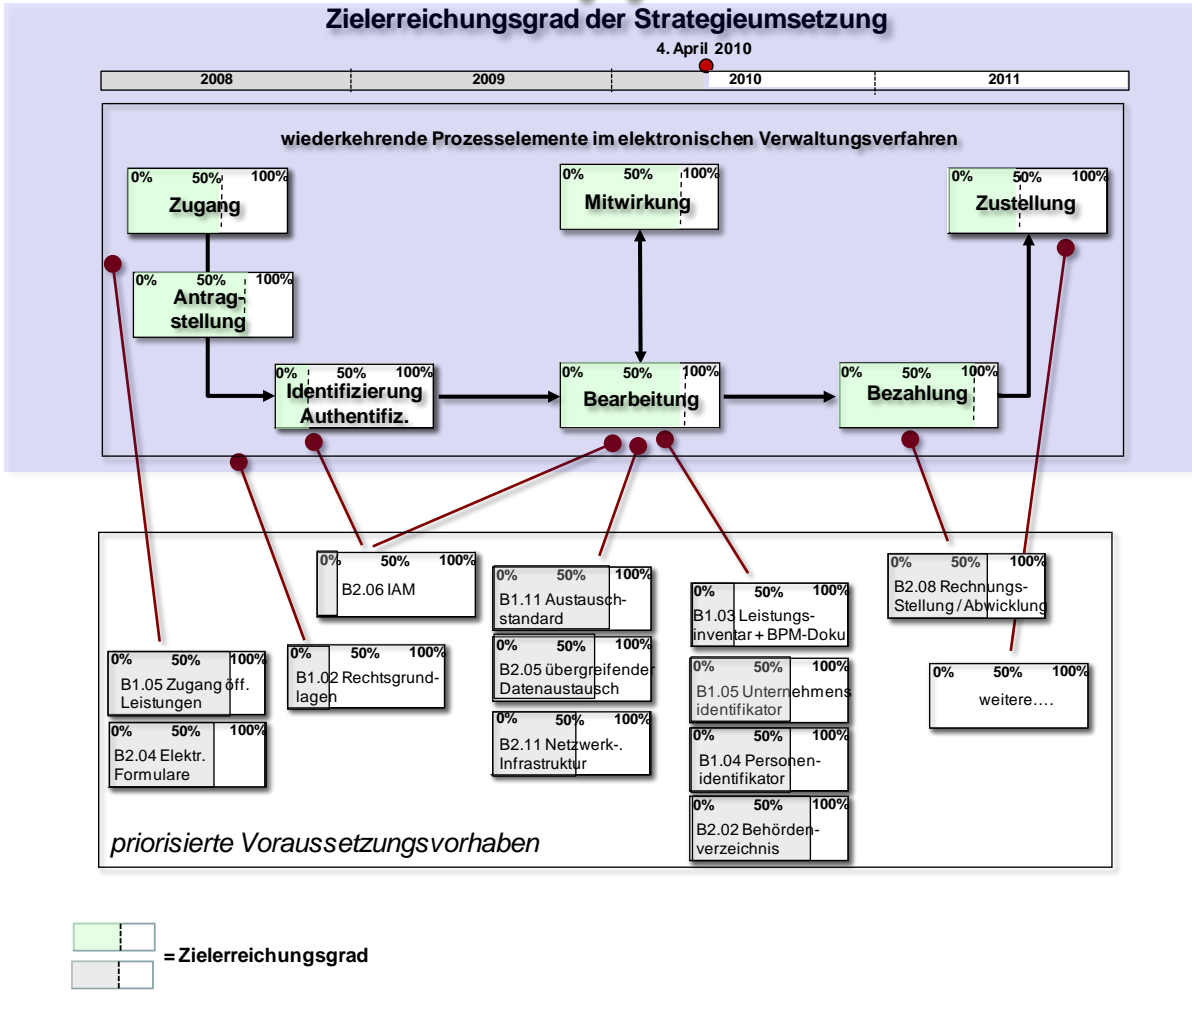 Zielerreichungsgrad der Strategieumsetzung
4. April 2010
2008 2009 2010 2011
wiederkehrende Prozesselemente im elektronischen Verwaltungsverfahren
0% 50% 100%
Zugang
0% 50% 100%
Mitwirkung
0% 50% 100%
Zustellung
0% 50% 100%
Antrag-
stellung
0% 50% 100%
Identifizierung
Authentifiz.
0% 50% 100%
Bearbeitung
0% 50% 100%
Bezahlung
0% 50% 100%
B2.06 IAM
0% 50% 100%
B1.11 Austausch-
standard
0% 50% 100%
B1.03 Leistungs-
inventar + BPM-Doku
0% 50% 100%
B2.08 Rechnungs-
Stellung / Abwicklung
0% 50% 100%
B1.05 Zugang öff.
Leistungen
0% 50% 100%
B1.02 Rechtsgrund-
lagen
0% 50% 100%
B2.05 übergreifender
Datenaustausch
0% 50% 100%
B1.05 Unternehmens
identifikator
0% 50% 100%
weitere….
0% 50% 100%
B2.04 Elektr.
Formulare
0% 50% 100%
B2.11 Netzwerk-.
Infrastruktur
0% 50% 100%
B1.04 Personen-
identifikator
0% 50% 100%
B2.02 Behörden-
verzeichnis
priorisierte Voraussetzungsvorhaben
= Zielerreichungsgrad